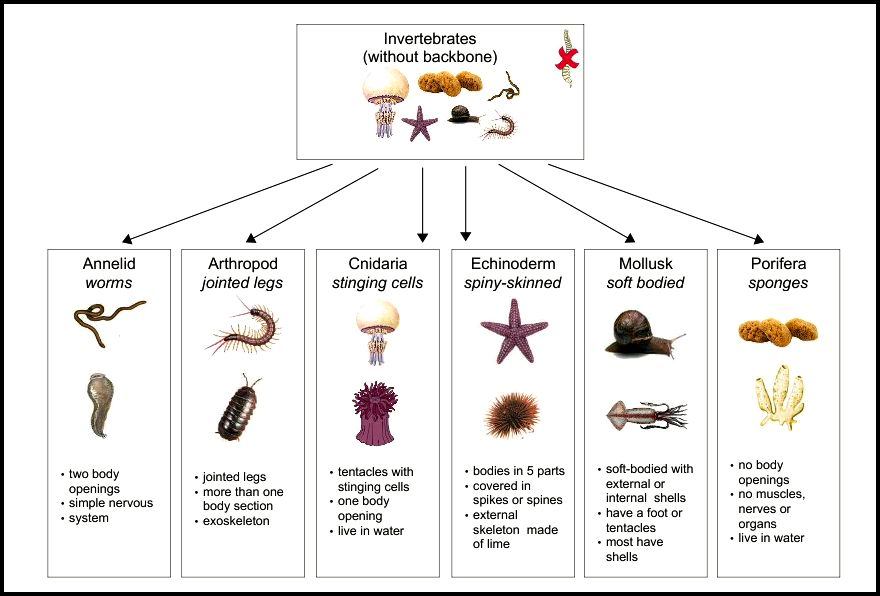 Invertebrates
(without backbone)
Annelid
worms
• two body
openings
• simple nervous
• system
Arthropod
jointed legs
• jointed legs
• more than one
body section
• exoskeleton
Cnidaria
stinging cells
• tentacles with
stinging cells
• one body
opening
• live in water
Echinoderm
spiny-skinned
• bodies in 5 parts
• covered in
spikes or spines
• external
skeleton made
of lime
Mollusk
soft bodied
• soft-bodied with
external or
internal shells
• have a foot or
tentacles
• most have
shells
Porifera
sponges
• no body
openings
• no muscles,
nerves or
organs
• live in water